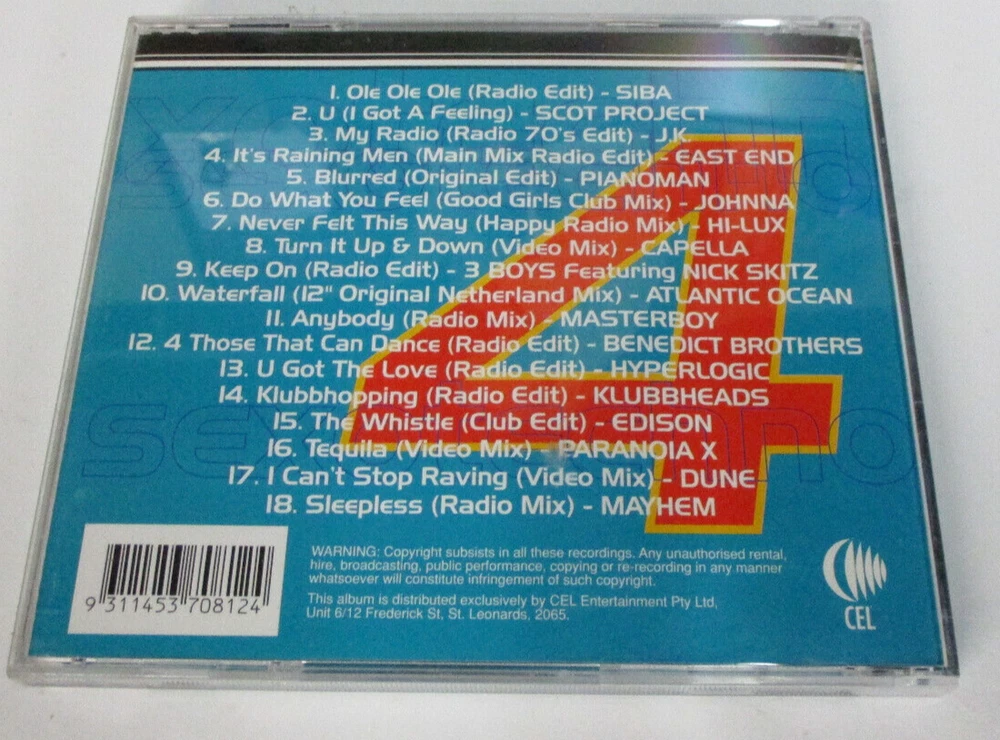 1. Ole Ole Ole (Radio Edit) - SIBA
2. U (I Got A Feeling) - SCOT PROJECT
3. My Radio (Radio 70's Edit) - J.K.
4. It's Raining Men (Main Mix Radio Edit) - EAST END
5. Blurred (Original Edit) - PIANOMAN
6. Do What You Feel (Good Girls Club Mix) - JOHNNA
7. Never Felt This Way (Happy Radio Mix) - HI-LUX
8. Turn It Up & Down (Video Mix) - CAPELLA
9. Keep On (Radio Edit) - 3 BOYS Featuring NICK SKITZ
10. Waterfall (12" Original Netherland Mix) - ATLANTIC OCEAN
11. Anybody (Radio Mix) - MASTERBOY
12. 4 Those That Can Dance (Radio Edit) - BENEDICT BROTHERS
13. U Got The Love (Radio Edit) - HYPERLOGIC
14. Klubbhopping (Radio Edit) - KLUBBHEADS
15. The Whistle (Club Edit) - EDISON
16. Tequilla (Video Mix) - PARANOIA X
17. I Can't Stop Raving (Video Mix) - DUNE
18. Sleepless (Radio Mix) - MAYHEM
4
WARNING: Copyright subsists in all these recordings. Any unauthorised rental,
hire, broadcasting, public performance, copying or re-recording in any manner
whatsoever will constitute infringement of such copyright.
This album is distributed exclusively by CEL Entertainment Pty Ltd,
Unit 6/12 Frederick St, St. Leonards, 2065.
9 311453 708124
CEL